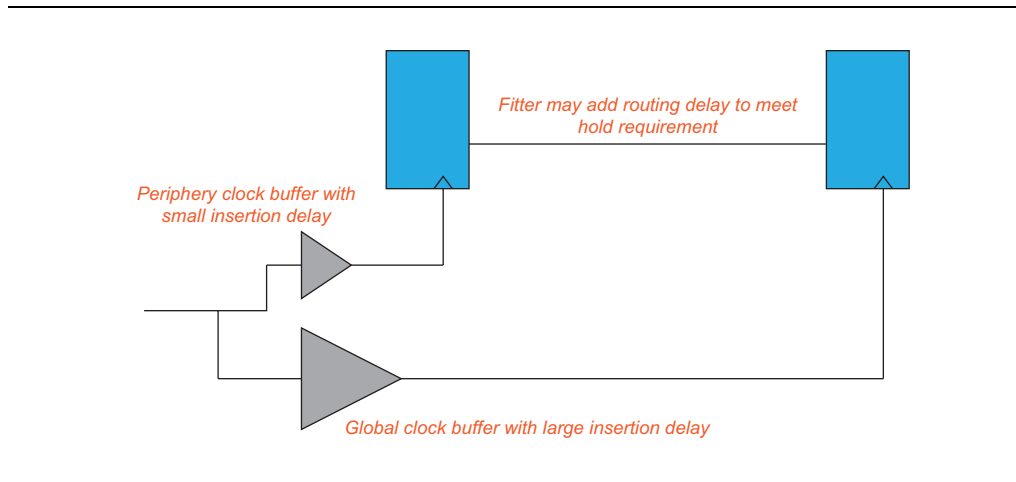 Fitter may add routing delay to meet
hold requirement
Periphery clock buffer with
small insertion delay
Global clock buffer with large insertion delay